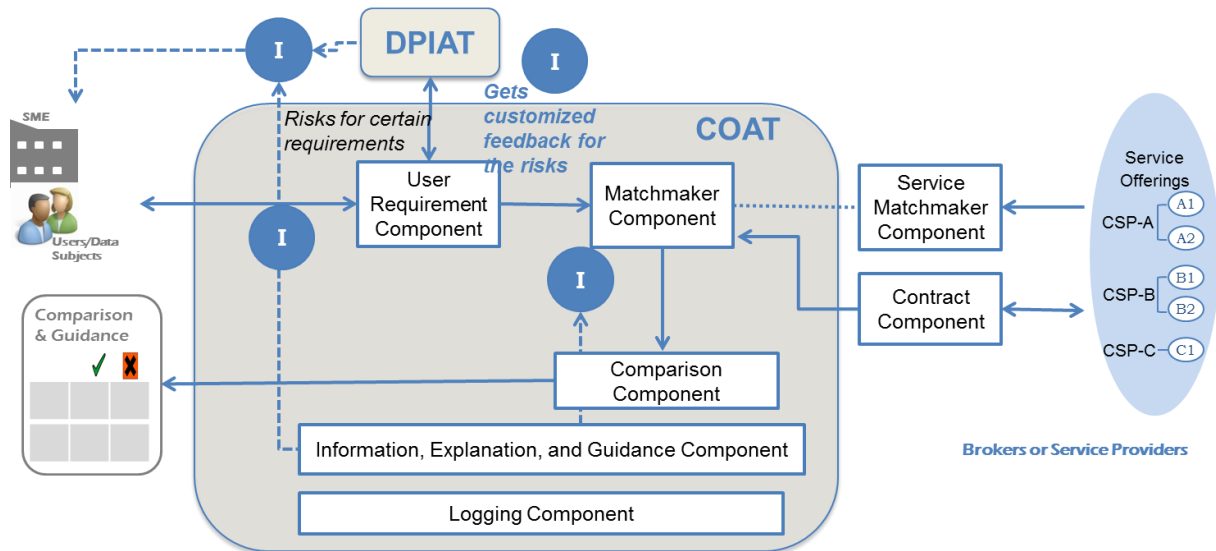 I
DPIAT
I
SME
Risks for certain
requirements
Gets
customized
feedback for
the risks
COAT
User
Requirement
Component
Matchmaker
Component
Service
Matchmaker
Component
Service
Offerings
CSP-A
A1
A2
Users/Data
Subjects
I
I
Contract
Component
CSP-B
B1
B2
CSP-C
C1
Comparison
& Guidance
Comparison
Component
Information, Explanation, and Guidance Component
Brokers or Service Providers
Logging Component